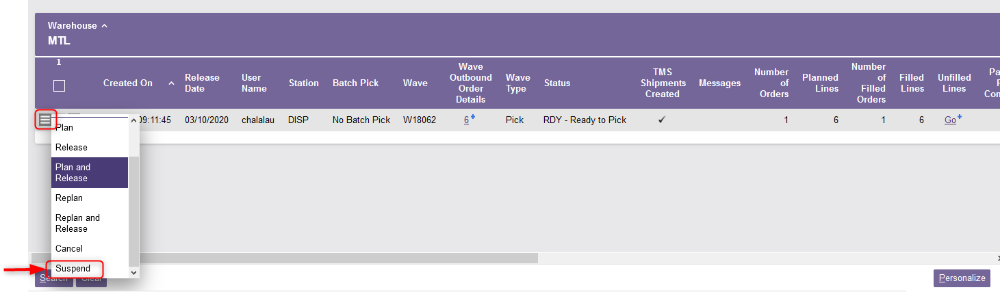 Warehouse
MTL
1
Created On
Release Date
User Name
Station
Batch Pick
Wave
Wave Outbound Order Details
Wave Type
Status
TMS Shipments Created
Messages
Number of Orders
Planned Lines
Number of Filled Orders
Filled Lines
Unfilled Lines
09:11:45
03/10/2020
chalalau
DISP
No Batch Pick
W18062
6+
Pick
RDY - Ready to Pick
✓
1
6
1
6
Go+
Plan
Release
Plan and
Release
Replan
Replan and
Release
Cancel
Suspend
Search
Clear
Personalize